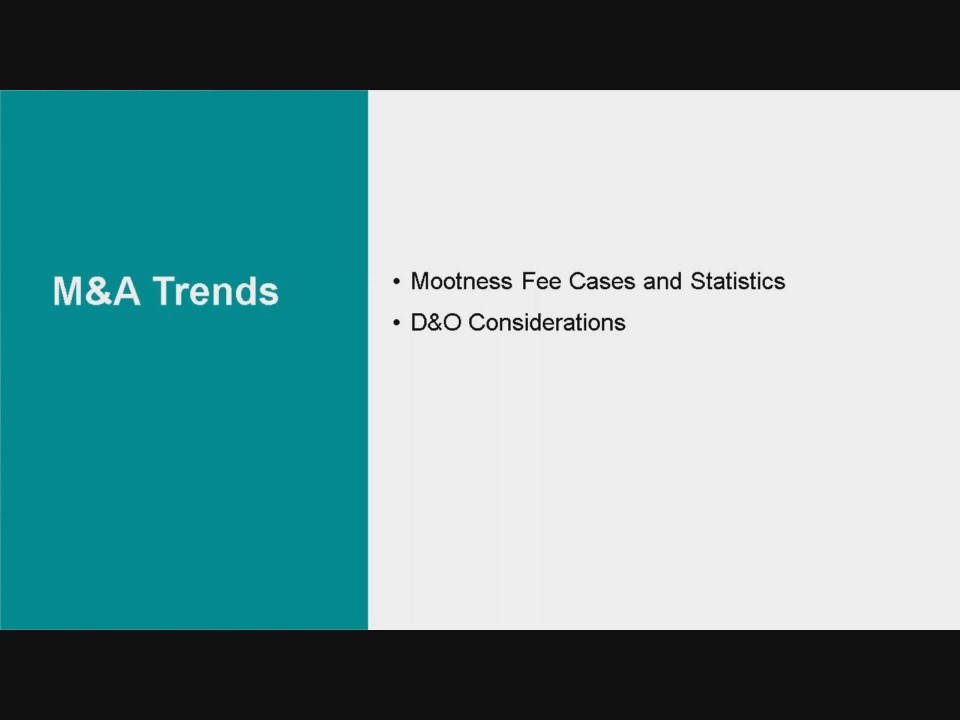 M&A Trends
• Mootness Fee Cases and Statistics
• D&O Considerations